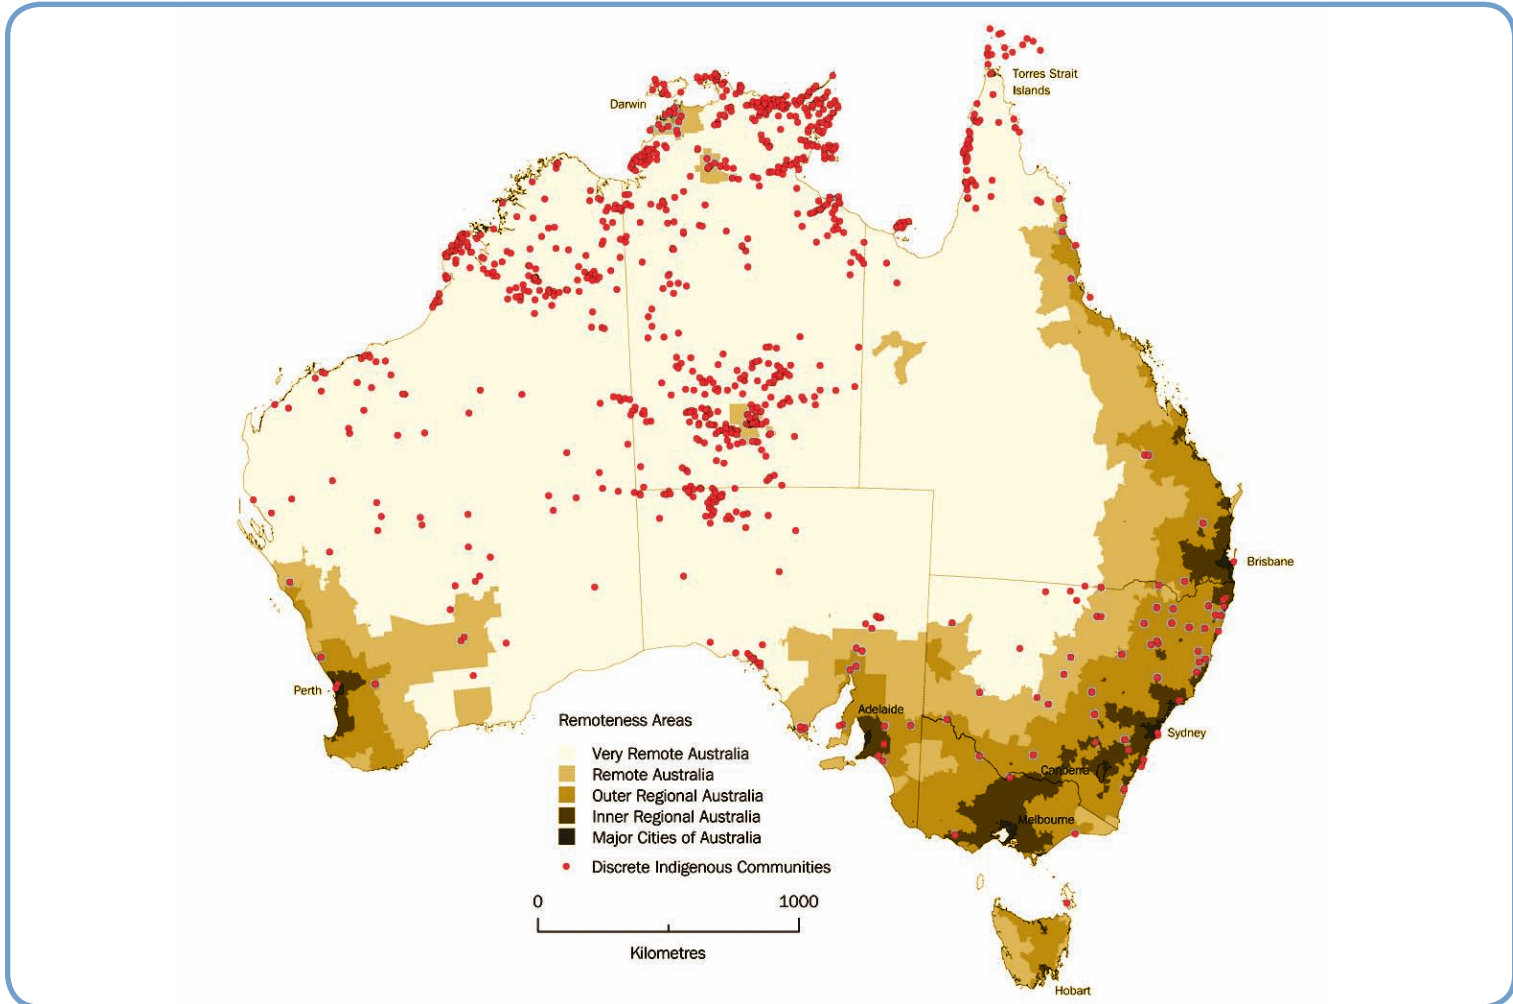 Torres Strait
Islands
Darwin
Brisbane
Perth
Adelaide
Sydney
Canberra
Melbourne
Hobart
Remoteness Areas
Very Remote Australia
Remote Australia
Outer Regional Australia
Inner Regional Australia
Major Cities of Australia
Discrete Indigenous Communities
0 1000
Kilometres